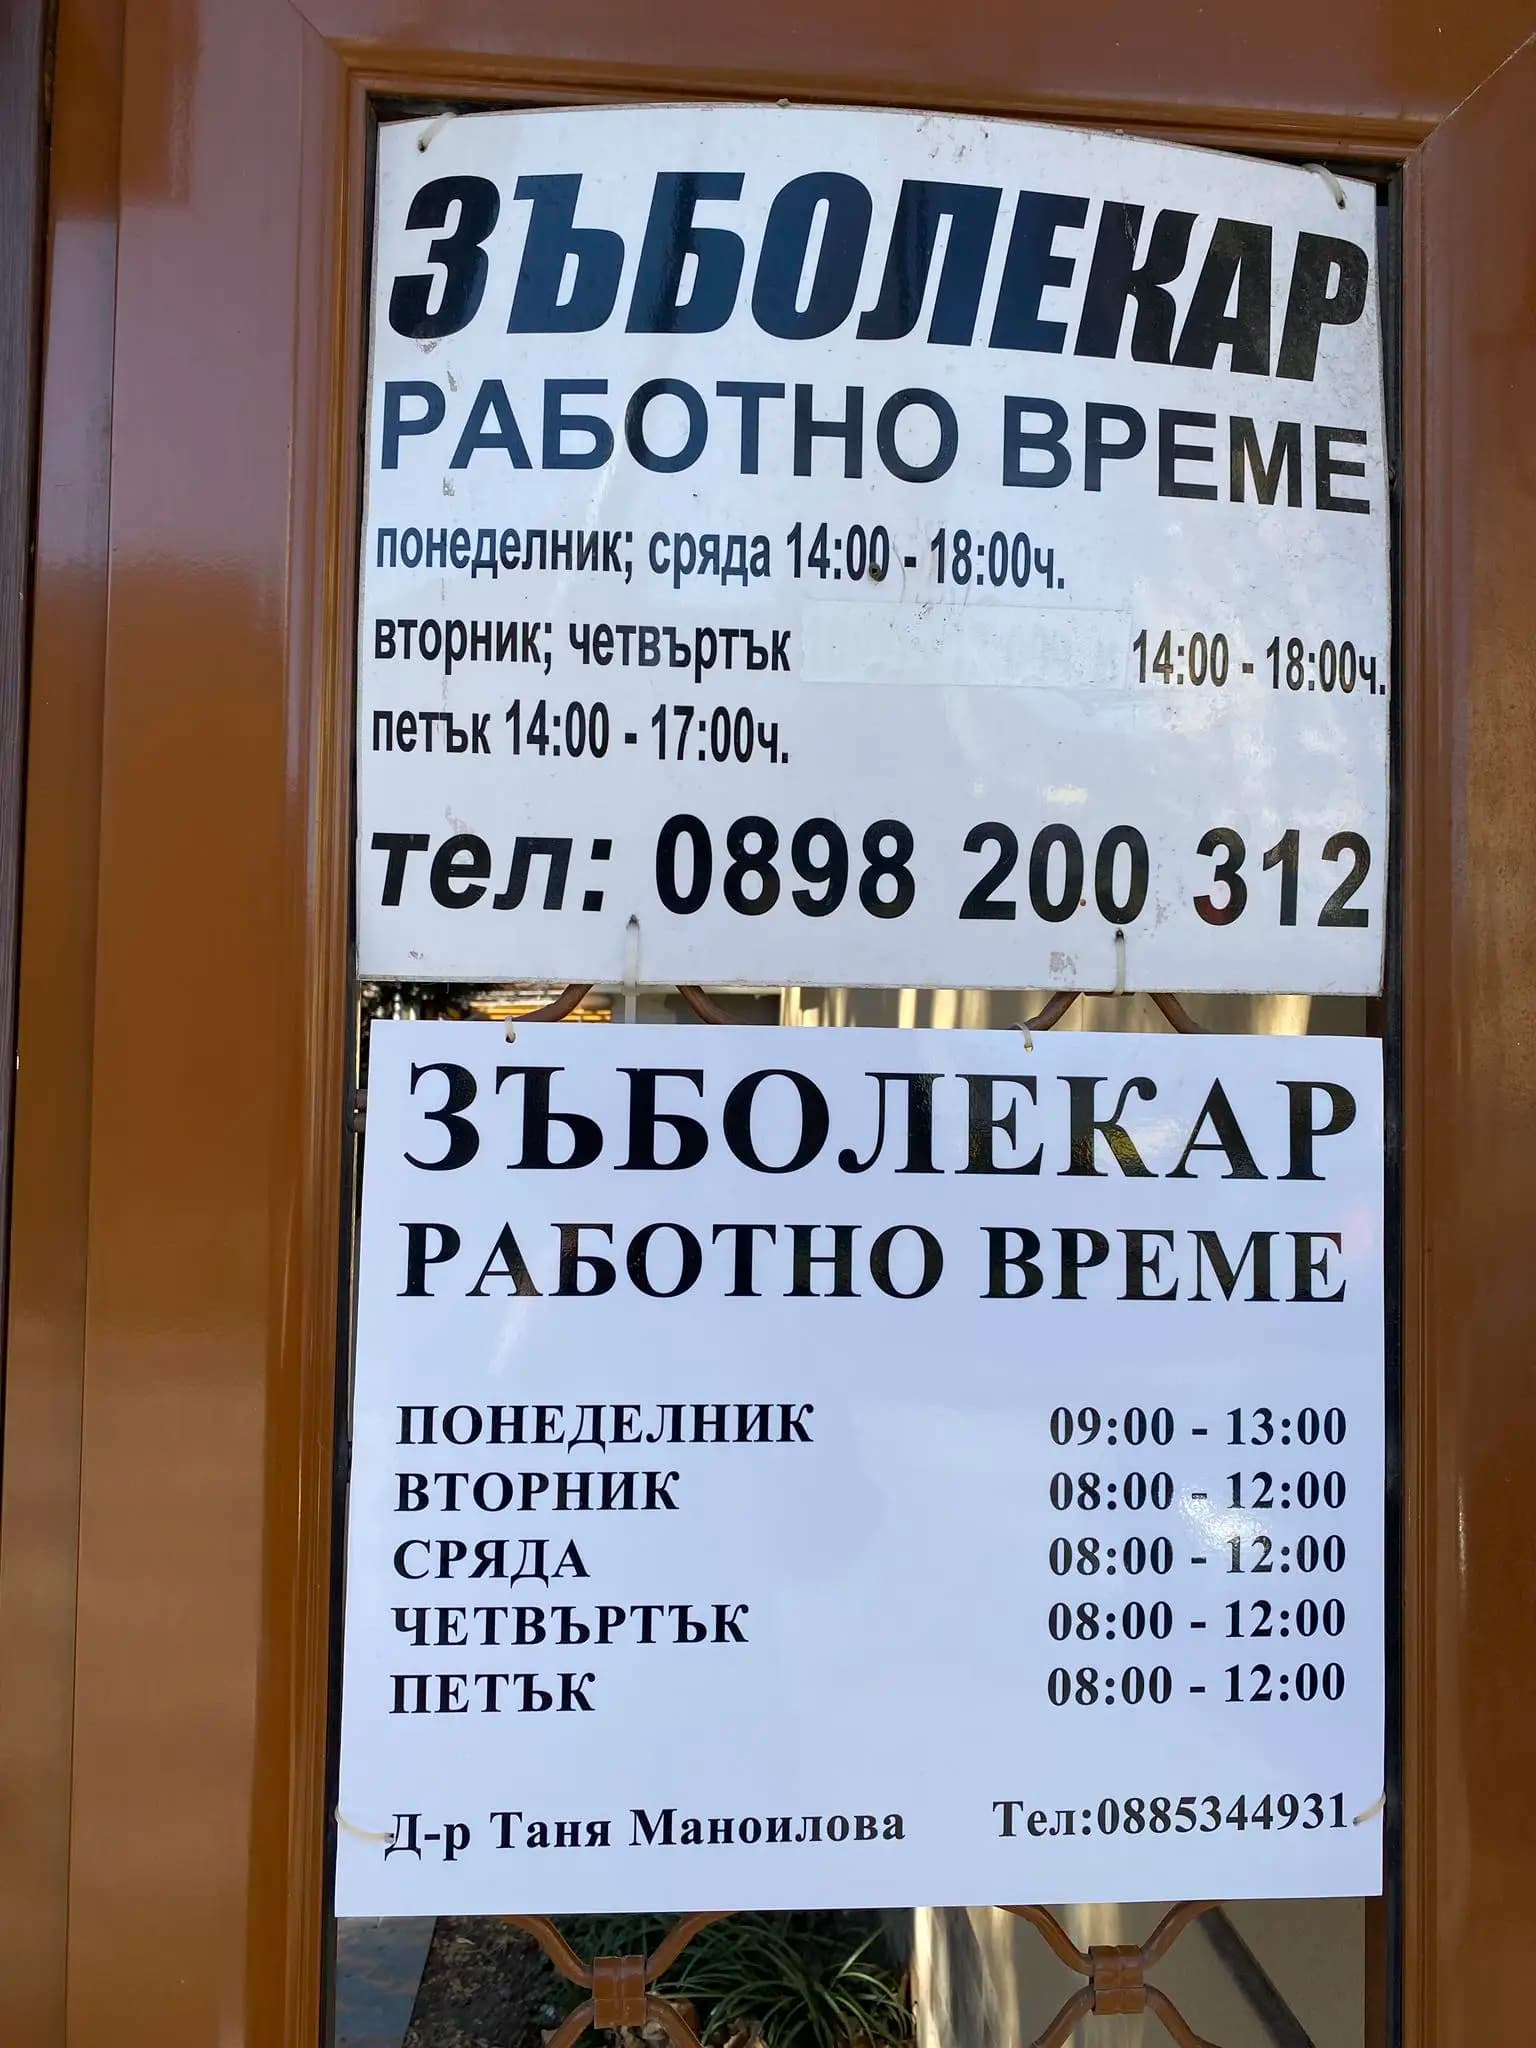 ЗЪБОЛЕКАР
РАБОТНО ВРЕМЕ
понеделник; сряда 14:00 - 18:00ч.
вторник; четвъртък 14:00 - 18:00ч.
петък 14:00 - 17:00ч.
тел: 0898 200 312
ЗЪБОЛЕКАР
РАБОТНО ВРЕМЕ
ПОНЕДЕЛНИК 09:00 - 13:00
ВТОРНИК 08:00 - 12:00
СРЯДА 08:00 - 12:00
ЧЕТВЪРТЪК 08:00 - 12:00
ПЕТЪК 08:00 - 12:00
Д-р Таня Маноилова Тел:0885344931